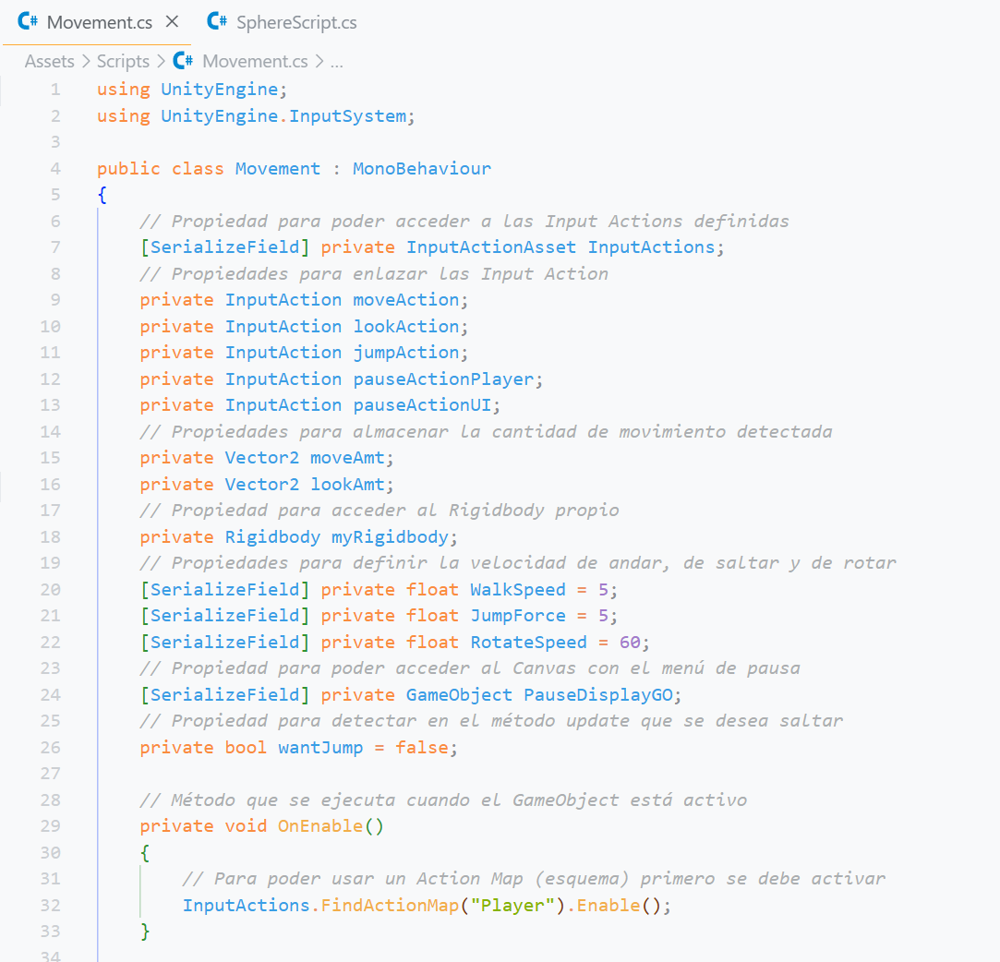 C# Movement.cs × C# SphereScript.cs
Assets > Scripts > C# Movement.cs > ...
1 using UnityEngine;
2 using UnityEngine.InputSystem;
3
4 public class Movement : MonoBehaviour
5 {
6 // Propiedad para poder acceder a las Input Actions definidas
7 [SerializeField] private InputActionAsset InputActions;
8 // Propiedades para enlazar las Input Action
9 private InputAction moveAction;
10 private InputAction lookAction;
11 private InputAction jumpAction;
12 private InputAction pauseActionPlayer;
13 private InputAction pauseActionUI;
14 // Propiedades para almacenar la cantidad de movimiento detectada
15 private Vector2 moveAmt;
16 private Vector2 lookAmt;
17 // Propiedad para acceder al Rigidbody propio
18 private Rigidbody myRigidbody;
19 // Propiedades para definir la velocidad de andar, de saltar y de rotar
20 [SerializeField] private float WalkSpeed = 5;
21 [SerializeField] private float JumpForce = 5;
22 [SerializeField] private float RotateSpeed = 60;
23 // Propiedad para poder acceder al Canvas con el menú de pausa
24 [SerializeField] private GameObject PauseDisplayGO;
25 // Propiedad para detectar en el método update que se desea saltar
26 private bool wantJump = false;
27
28 // Método que se ejecuta cuando el GameObject está activo
29 private void OnEnable()
30 {
31 // Para poder usar un Action Map (esquema) primero se debe activar
32 InputActions.FindActionMap("Player").Enable();
33 }
34